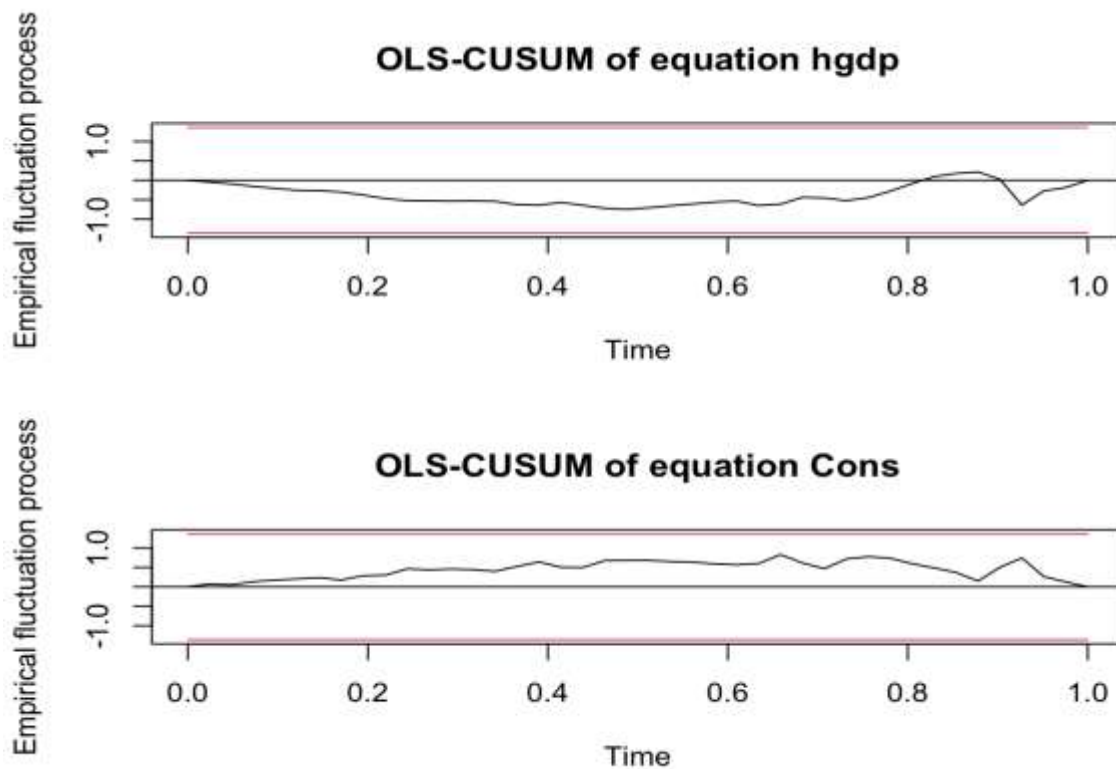 OLS-CUSUM of equation hgdp
Empirical fluctuation process
1.0
-1.0
0.0 0.2 0.4 0.6 0.8 1.0
Time
OLS-CUSUM of equation Cons
Empirical fluctuation process
1.0
-1.0
0.0 0.2 0.4 0.6 0.8 1.0
Time